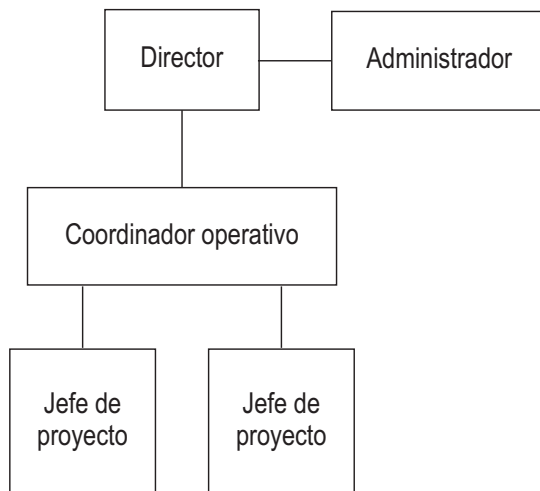 Director
Administrador
Coordinador operativo
Jefe de
proyecto
Jefe de
proyecto